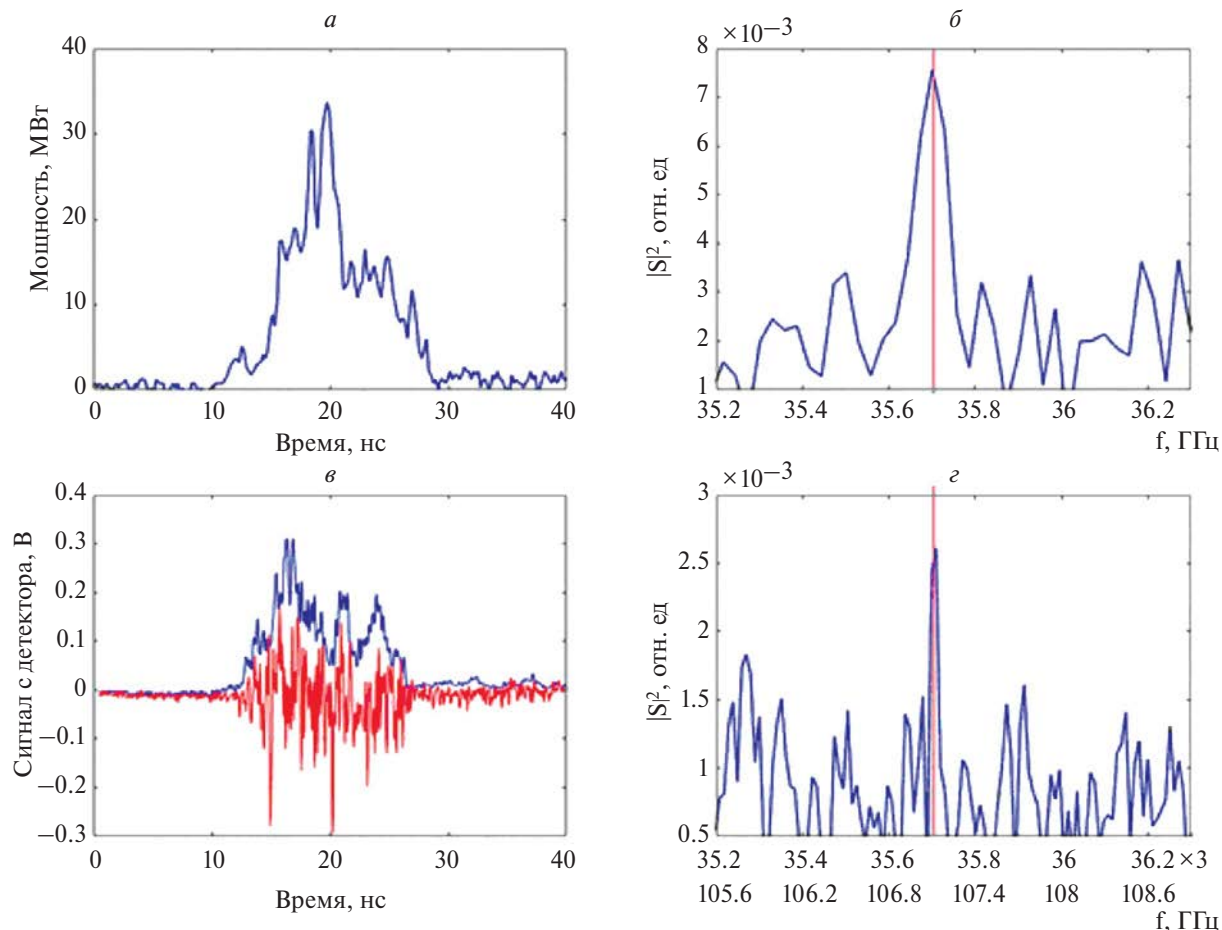 а
Мощность, МВт
40
30
20
10
0
0 10 20 30 40
Время, нс
б
×10−3
|S|2, отн. ед
8
7
6
5
4
3
2
1
35.2 35.4 35.6 35.8 36 36.2
f, ГГц
в
Сигнал с детектора, В
0.4
0.3
0.2
0.1
0
−0.1
−0.2
−0.3
0 10 20 30 40
Время, нс
г
×10−3
|S|2, отн. ед
3
2.5
2
1.5
1
0.5
35.2 35.4 35.6 35.8 36 36.2 ×3
105.6 106.2 106.8 107.4 108 108.6
f, ГГц